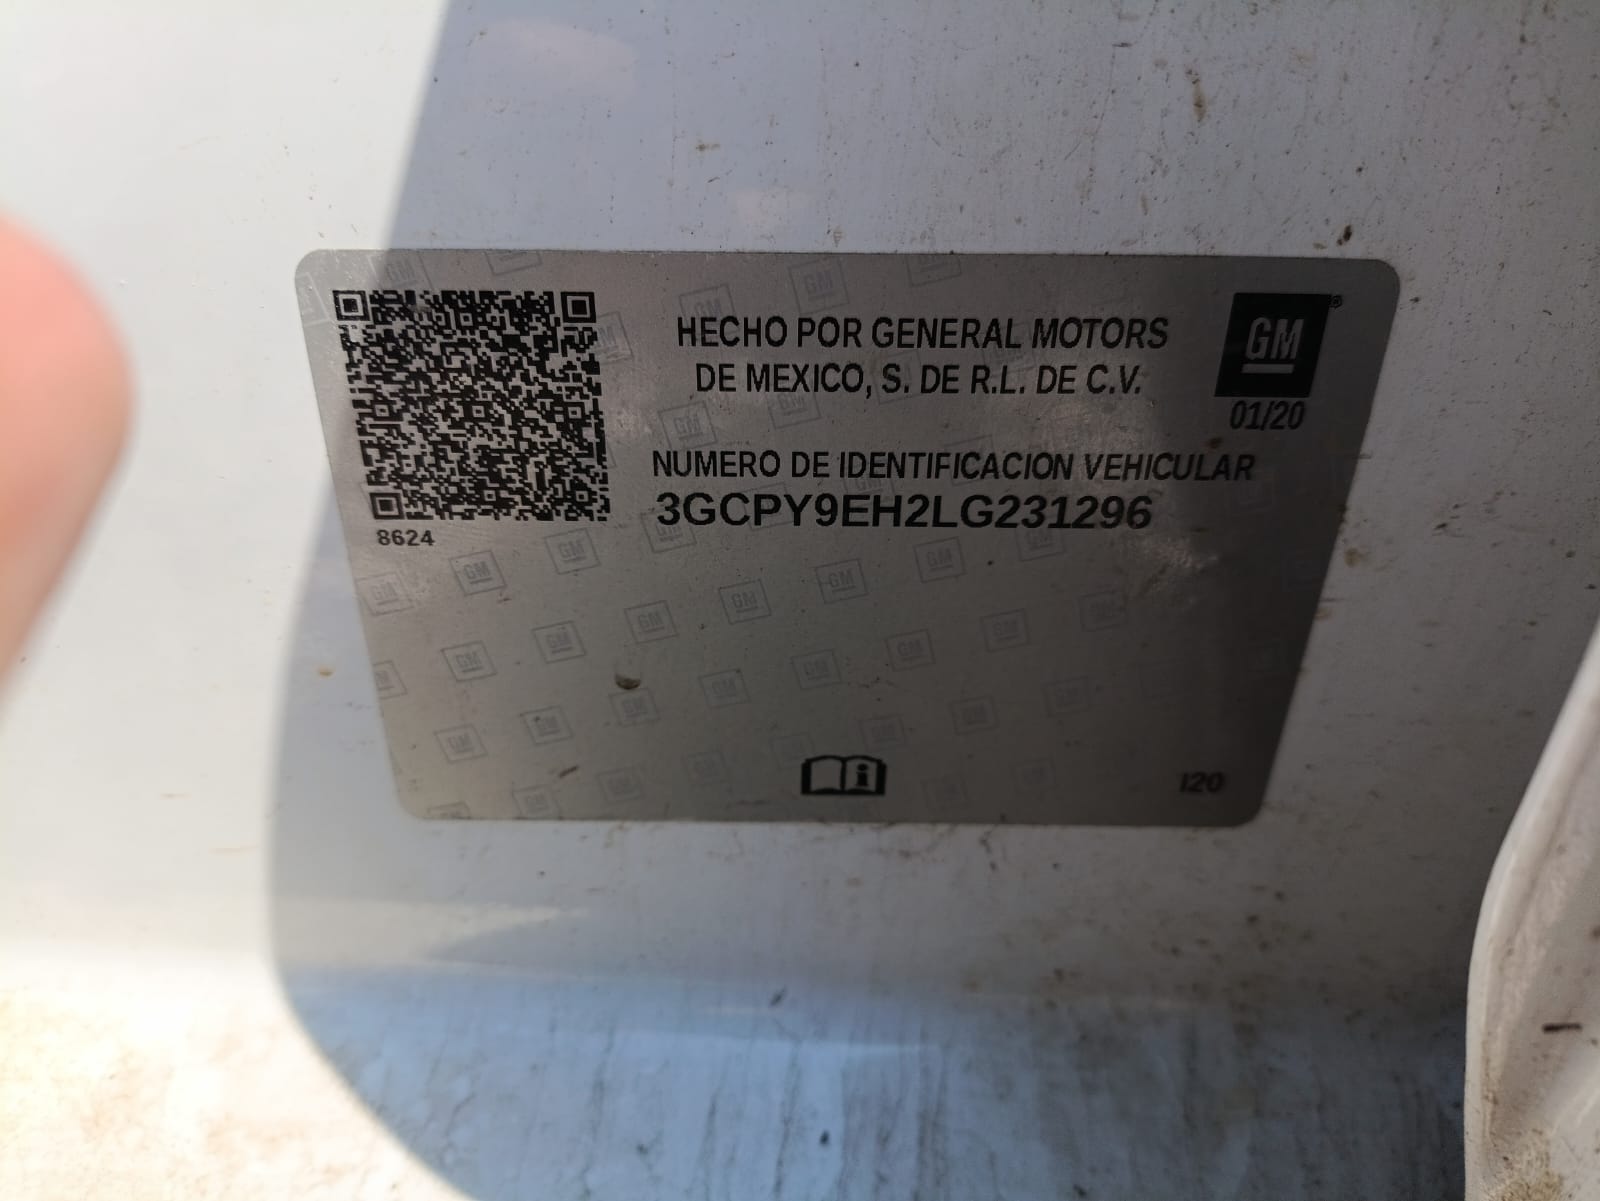 HECHO POR GENERAL MOTORS
DE MEXICO, S. DE R.L. DE C.V.
GM
®
01/20
NUMERO DE IDENTIFICACION VEHICULAR
3GCPY9EH2LG231296
8624
I20